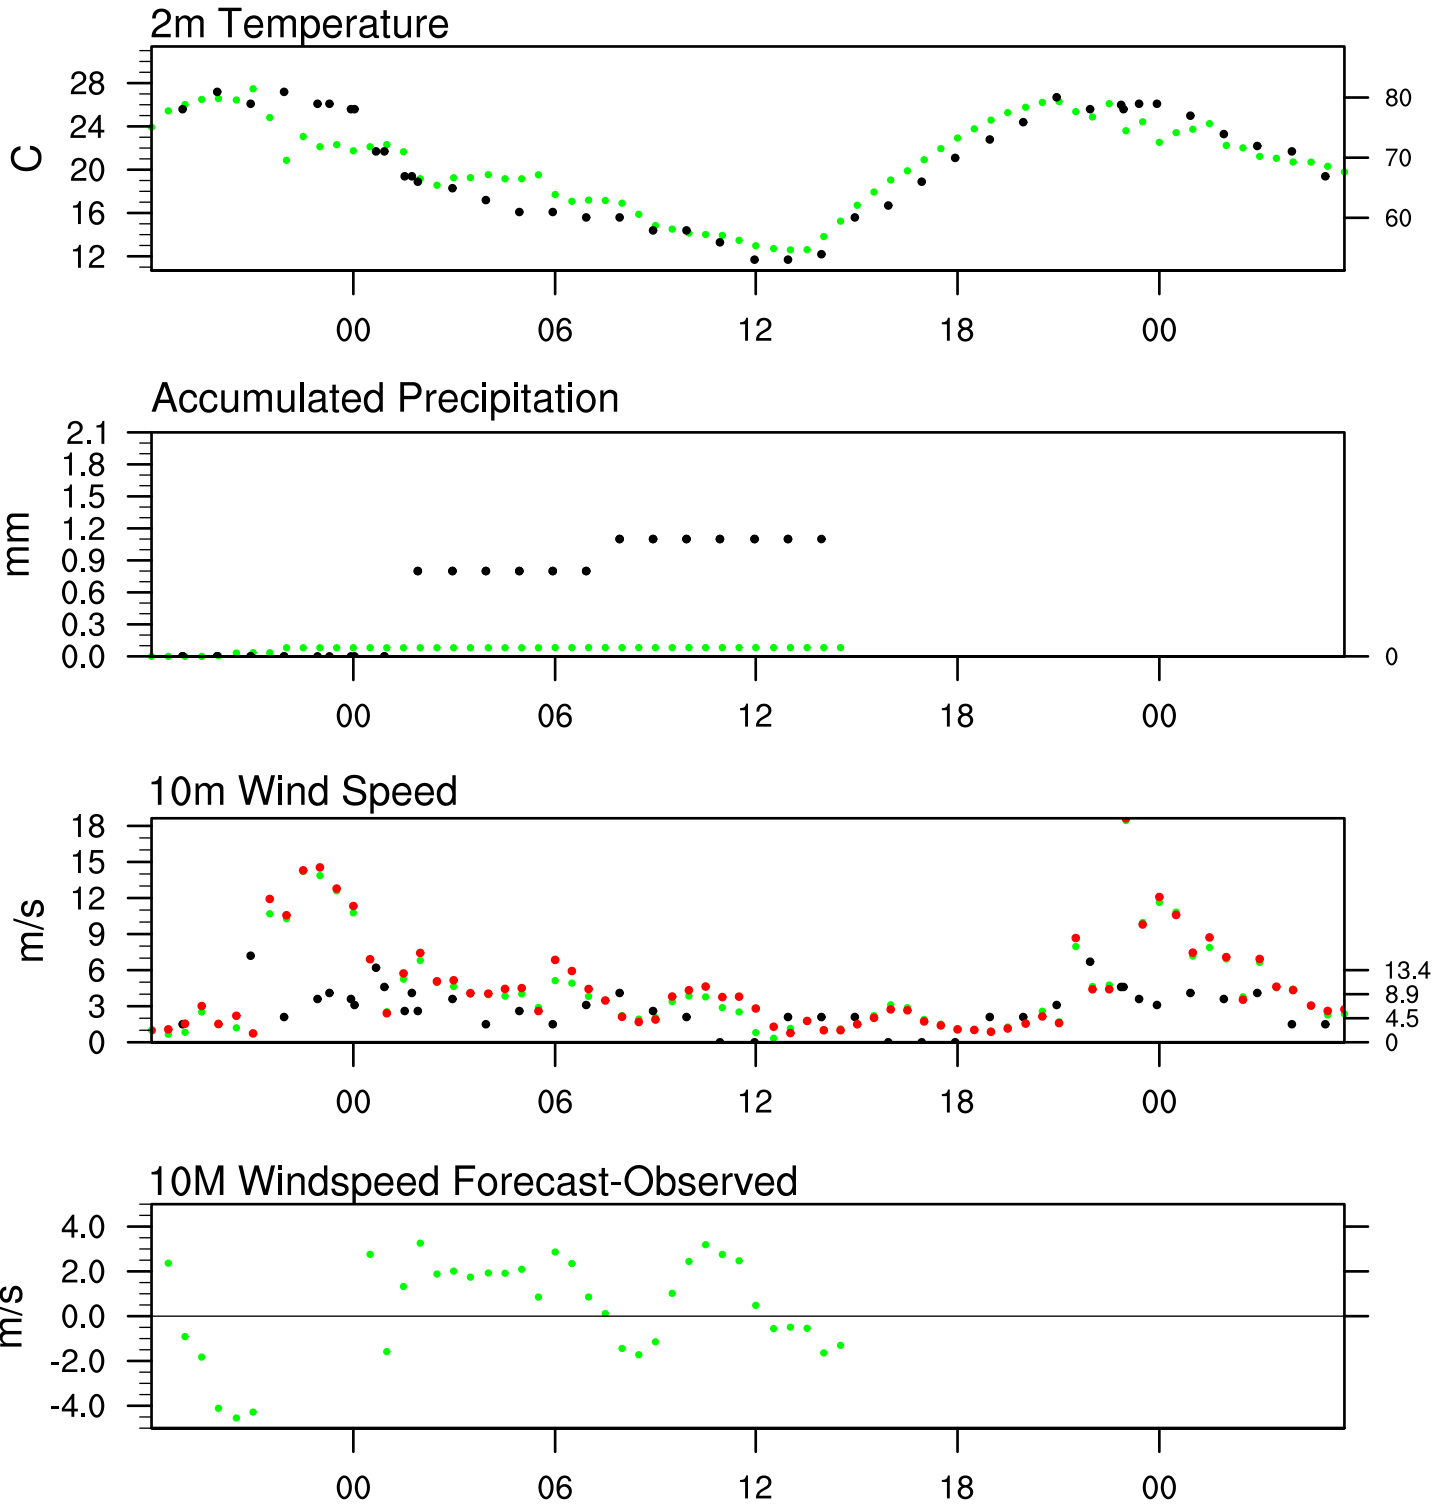 2m Temperature
C
28
24
20
16
12
80
70
60
00 06 12 18 00
Accumulated Precipitation
mm
2.1
1.8
1.5
1.2
0.9
0.6
0.3
0.0
0
00 06 12 18 00
10m Wind Speed
m/s
18
15
12
9
6
3
0
13.4
8.9
4.5
0
00 06 12 18 00
10M Windspeed Forecast-Observed
m/s
4.0
2.0
0.0
-2.0
-4.0
00 06 12 18 00